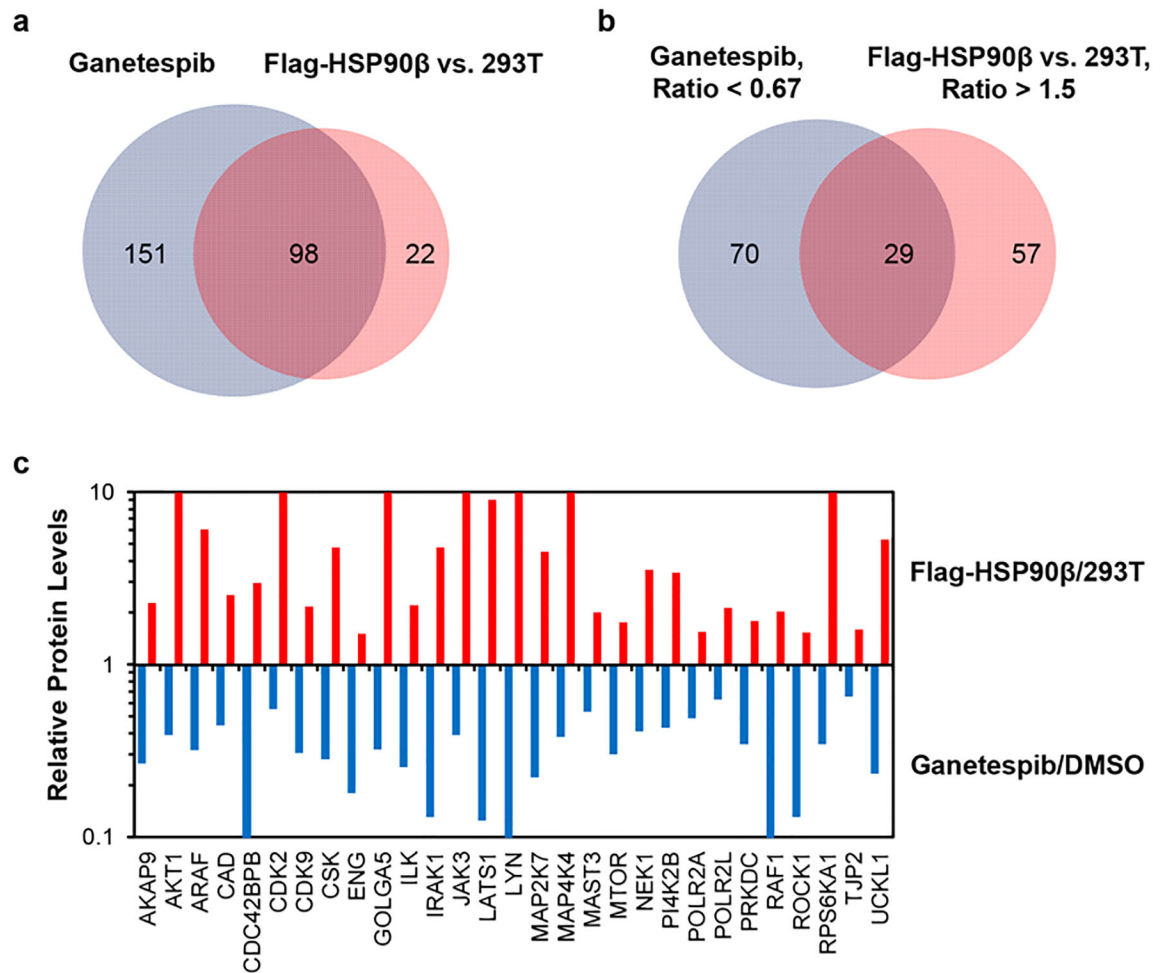 a
Ganetespib
Flag-HSP90β vs. 293T
151
98
22
b
Ganetespib,
Ratio < 0.67
Flag-HSP90β vs. 293T,
Ratio > 1.5
70
29
57
c
Relative Protein Levels
10
1
0.1
Flag-HSP90β/293T
Ganetespib/DMSO
AKAP9
AKT1
ARAF
CAD
CDC42BPB
CDK2
CDK9
CSK
ENG
GOLGA5
ILK
IRAK1
JAK3
LATS1
LYN
MAP2K7
MAP4K4
MAST3
MTOR
NEK1
PI4K2B
POLR2A
POLR2L
PRKDC
RAF1
ROCK1
RPS6KA1
TJP2
UCKL1